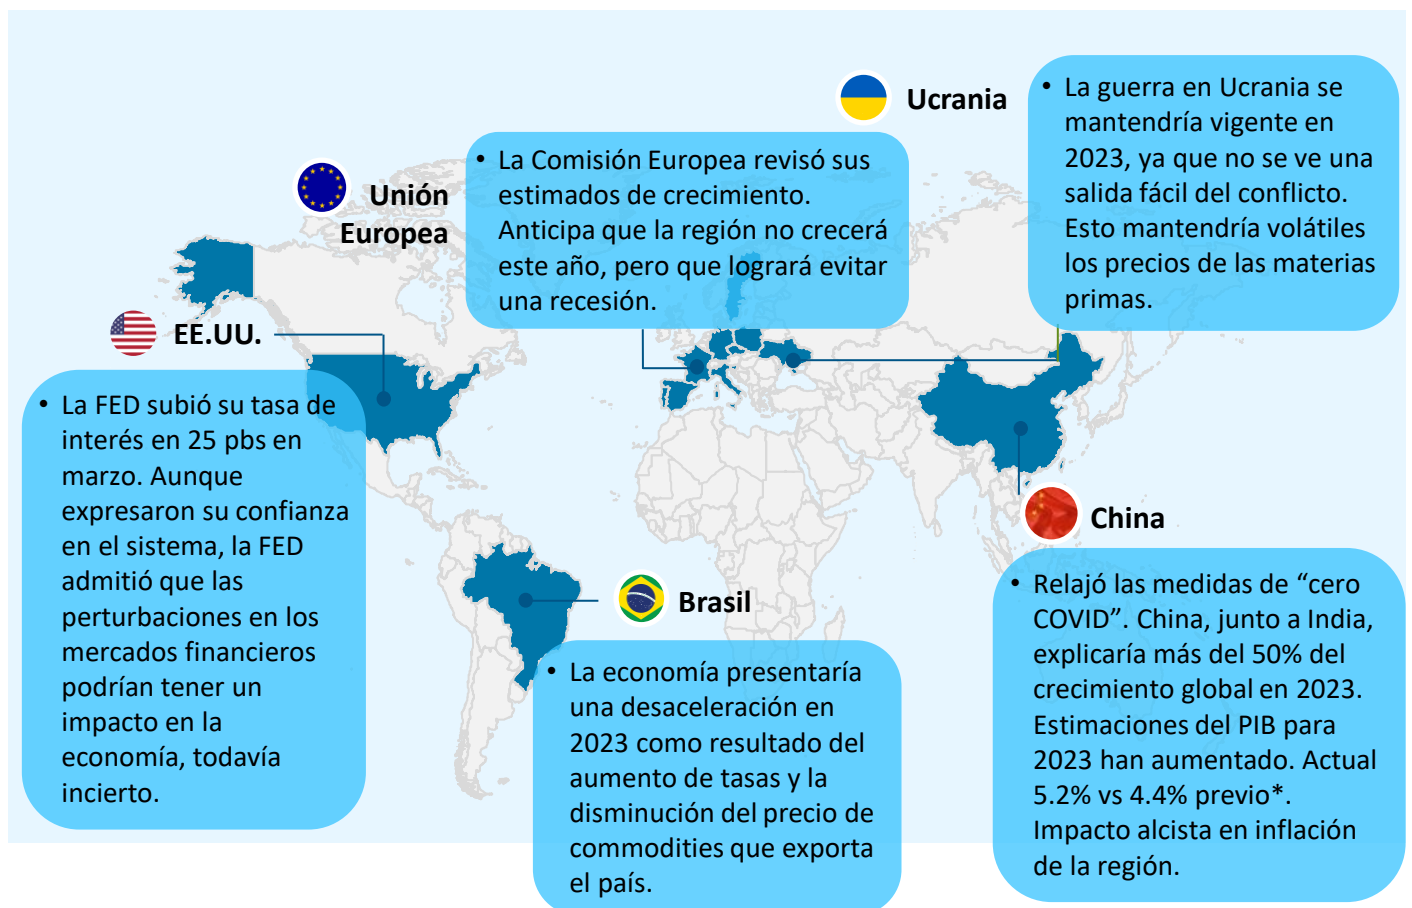 Ucrania
• La guerra en Ucrania se
mantendría vigente en
2023, ya que no se ve una
salida fácil del conflicto.
Esto mantendría volátiles
los precios de las materias
primas.
Unión
Europea
• La Comisión Europea revisó sus
estimados de crecimiento.
Anticipa que la región no crecerá
este año, pero que logrará evitar
una recesión.
EE.UU.
• La FED subió su tasa de
interés en 25 pbs en
marzo. Aunque
expresaron su confianza
en el sistema, la FED
admitió que las
perturbaciones en los
mercados financieros
podrían tener un
impacto en la
economía, todavía
incierto.
Brasil
• La economía presentaría
una desaceleración en
2023 como resultado del
aumento de tasas y la
disminución del precio de
commodities que exporta
el país.
China
• Relajó las medidas de “cero
COVID”. China, junto a India,
explicaría más del 50% del
crecimiento global en 2023.
Estimaciones del PIB para
2023 han aumentado. Actual
5.2% vs 4.4% previo*.
Impacto alcista en inflación
de la región.